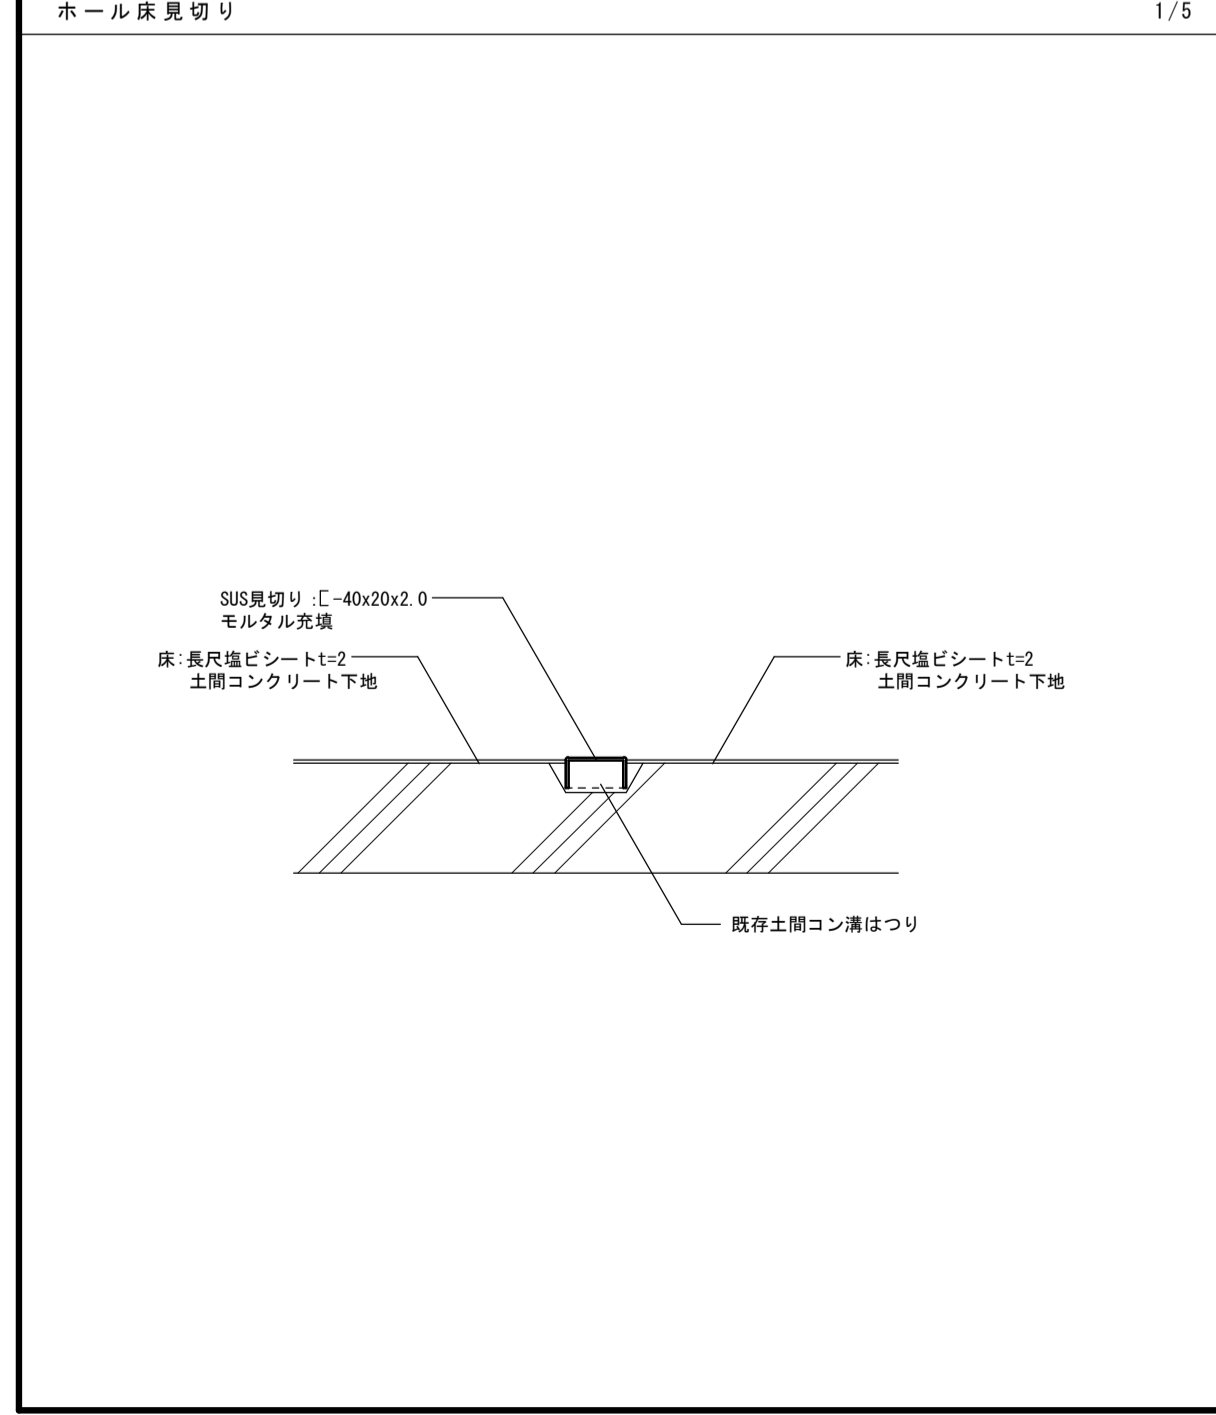 ホール床見切り
1/5
SUS見切り:[-40x20x2.0
モルタル充填
床:長尺塩ビシートt=2
土間コンクリート下地
床:長尺塩ビシートt=2
土間コンクリート下地
既存土間コン溝はつり